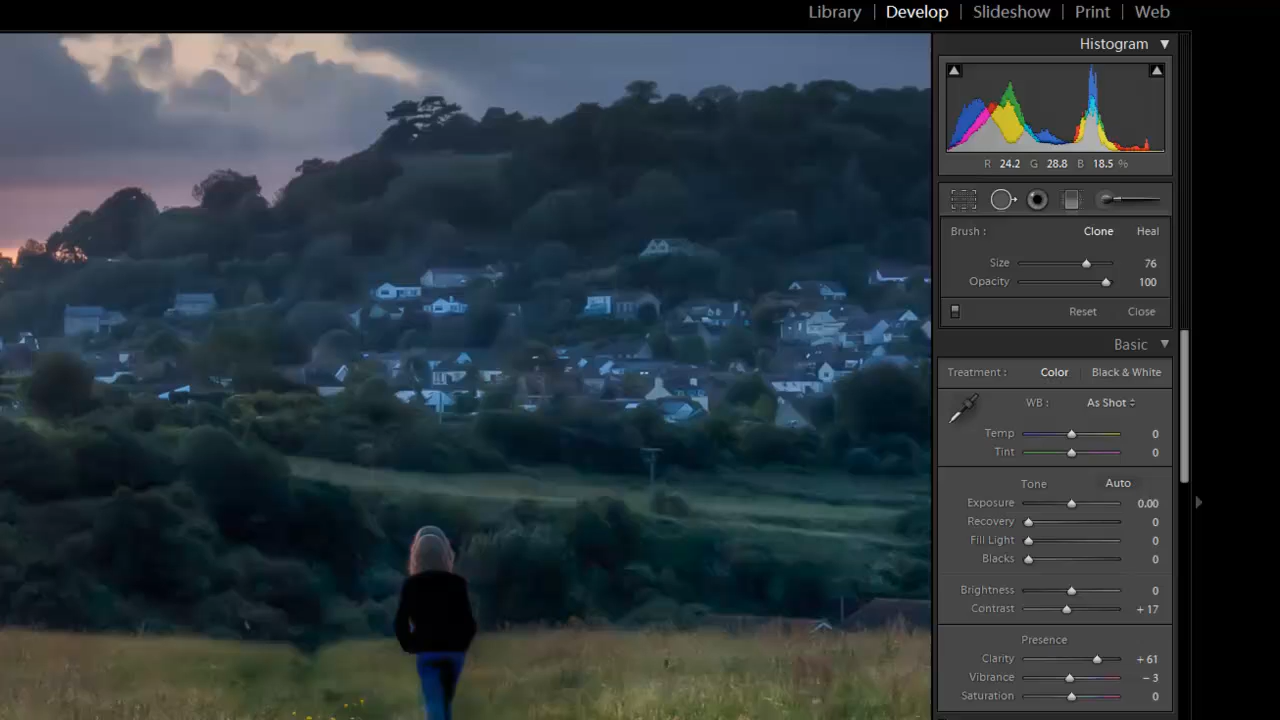 Library | Develop | Slideshow | Print | Web
Histogram
R 24.2 G 28.8 B 18.5 %
Brush : Clone Heal
Size 76
Opacity 100
Reset Close
Basic
Treatment : Color Black & White
WB : As Shot
Temp 0
Tint 0
Tone Auto
Exposure 0.00
Recovery 0
Fill Light 0
Blacks 0
Brightness 0
Contrast + 17
Presence
Clarity + 61
Vibrance − 3
Saturation 0